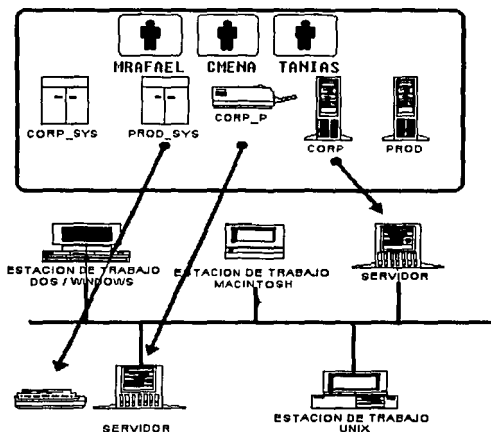 MRAFAEL CMENA TANIAS
CORP_SYS PROD_SYS CORP_P CORP PROD
ESTACION DE TRABAJO
DOS / WINDOWS
ESTACION DE TRABAJO
MACINTOSH
SERVIDOR
SERVIDOR
ESTACION DE TRABAJO
UNIX